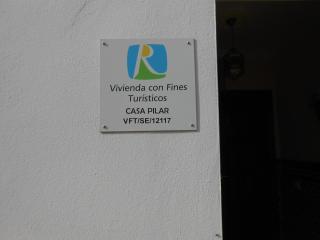 R
Vivienda con Fines
Turísticos
CASA PILAR
VFT/SE/12117